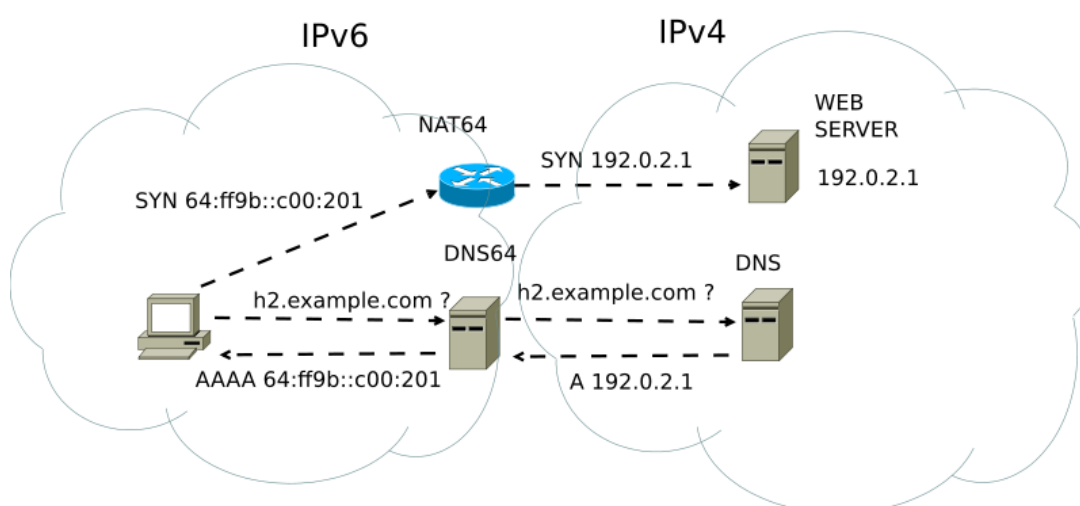 IPv6
IPv4
NAT64
WEB
SERVER
SYN 192.0.2.1
192.0.2.1
SYN 64:ff9b::c00:201
DNS64
DNS
h2.example.com ?
h2.example.com ?
AAAA 64:ff9b::c00:201
A 192.0.2.1